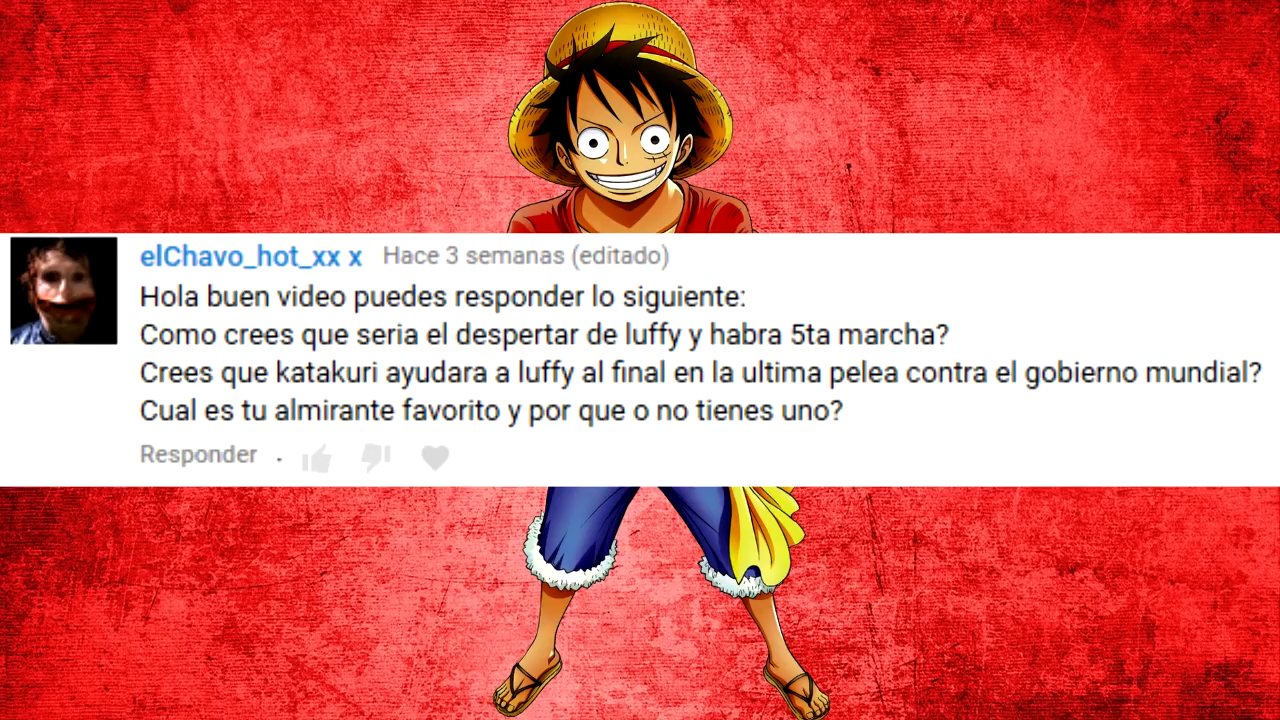 elChavo_hot_xx x Hace 3 semanas (editado)
Hola buen video puedes responder lo siguiente:
Como crees que seria el despertar de luffy y habra 5ta marcha?
Crees que katakuri ayudara a luffy al final en la ultima pelea contra el gobierno mundial?
Cual es tu almirante favorito y por que o no tienes uno?
Responder .